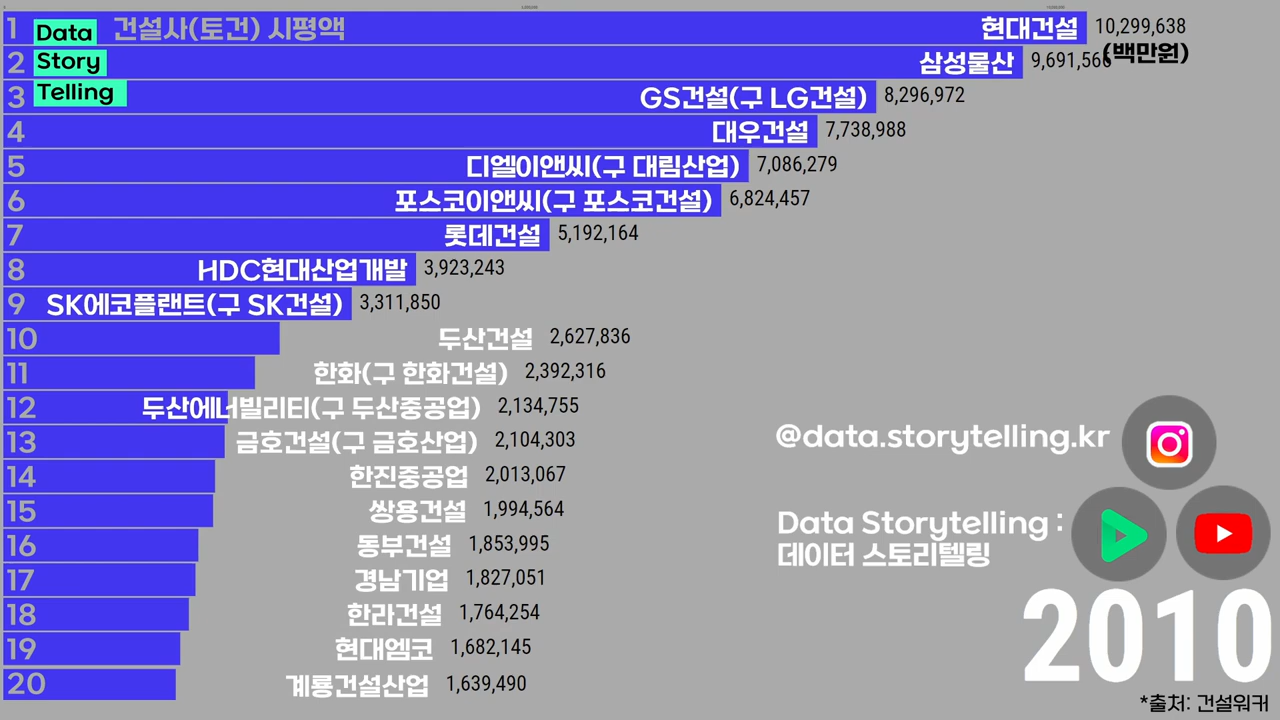 1 Data 건설사(토건) 시평액 현대건설 10,299,638
(백만원)
2 Story 삼성물산 9,691,566
3 Telling GS건설(구 LG건설) 8,296,972
4 대우건설 7,738,988
5 디엘이앤씨(구 대림산업) 7,086,279
6 포스코이앤씨(구 포스코건설) 6,824,457
7 롯데건설 5,192,164
8 HDC현대산업개발 3,923,243
9 SK에코플랜트(구 SK건설) 3,311,850
10 두산건설 2,627,836
11 한화(구 한화건설) 2,392,316
12 두산에너빌리티(구 두산중공업) 2,134,755
13 금호건설(구 금호산업) 2,104,303
14 한진중공업 2,013,067
15 쌍용건설 1,994,564
16 동부건설 1,853,995
17 경남기업 1,827,051
18 한라건설 1,764,254
19 현대엠코 1,682,145
20 계룡건설산업 1,639,490
@data.storytelling.kr
Data Storytelling :
데이터 스토리텔링
2010
*출처: 건설워커